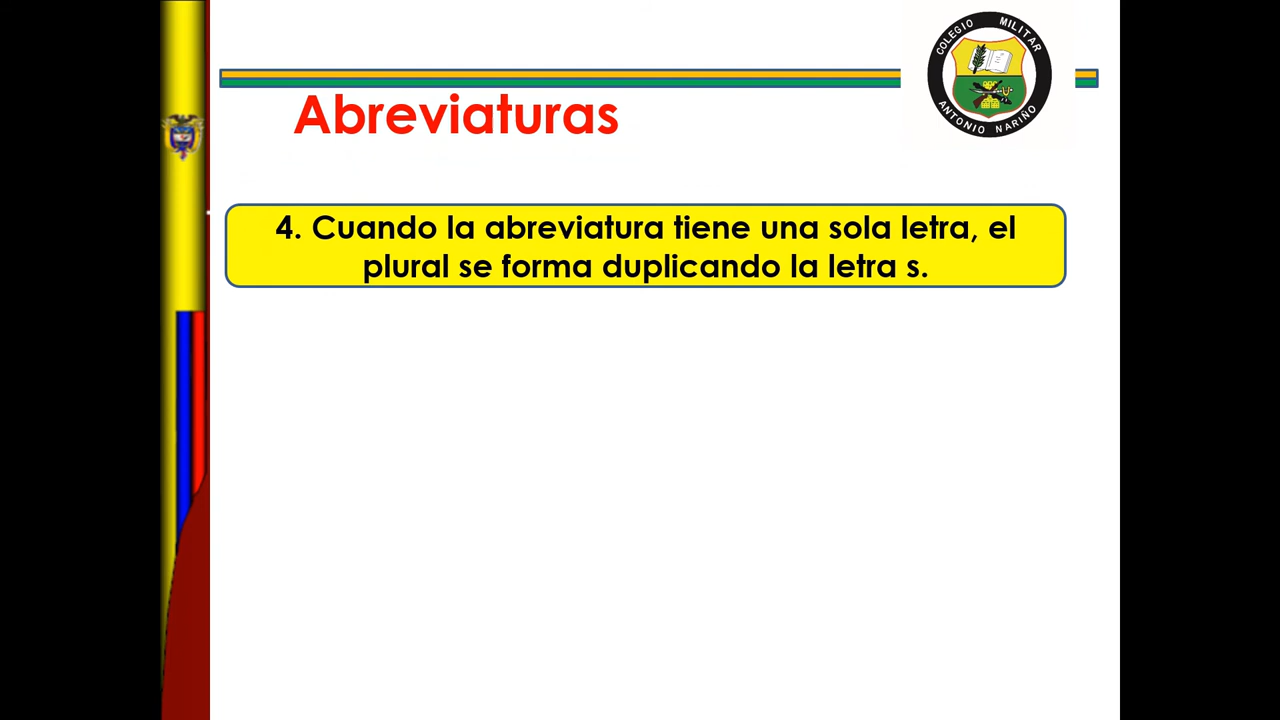 COLEGIO MILITAR
ANTONIO NARIÑO
Abreviaturas
4. Cuando la abreviatura tiene una sola letra, el
plural se forma duplicando la letra s.